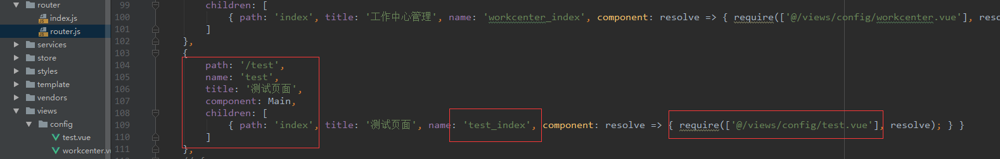 router
index.js
router.js
services
store
styles
template
vendors
views
config
test.vue
workcenter.v
99 children: [
100 { path: 'index', title: '工作中心管理', name: 'workcenter_index', component: resolve => { require(['@/views/config/workcenter.vue'], reso
101 ]
102 },
103 {
104 path: '/test',
105 name: 'test',
106 title: '测试页面',
107 component: Main,
108 children: [
109 { path: 'index', title: '测试页面', name: 'test_index', component: resolve => { require(['@/views/config/test.vue'], resolve); } }
110 ]
111 },